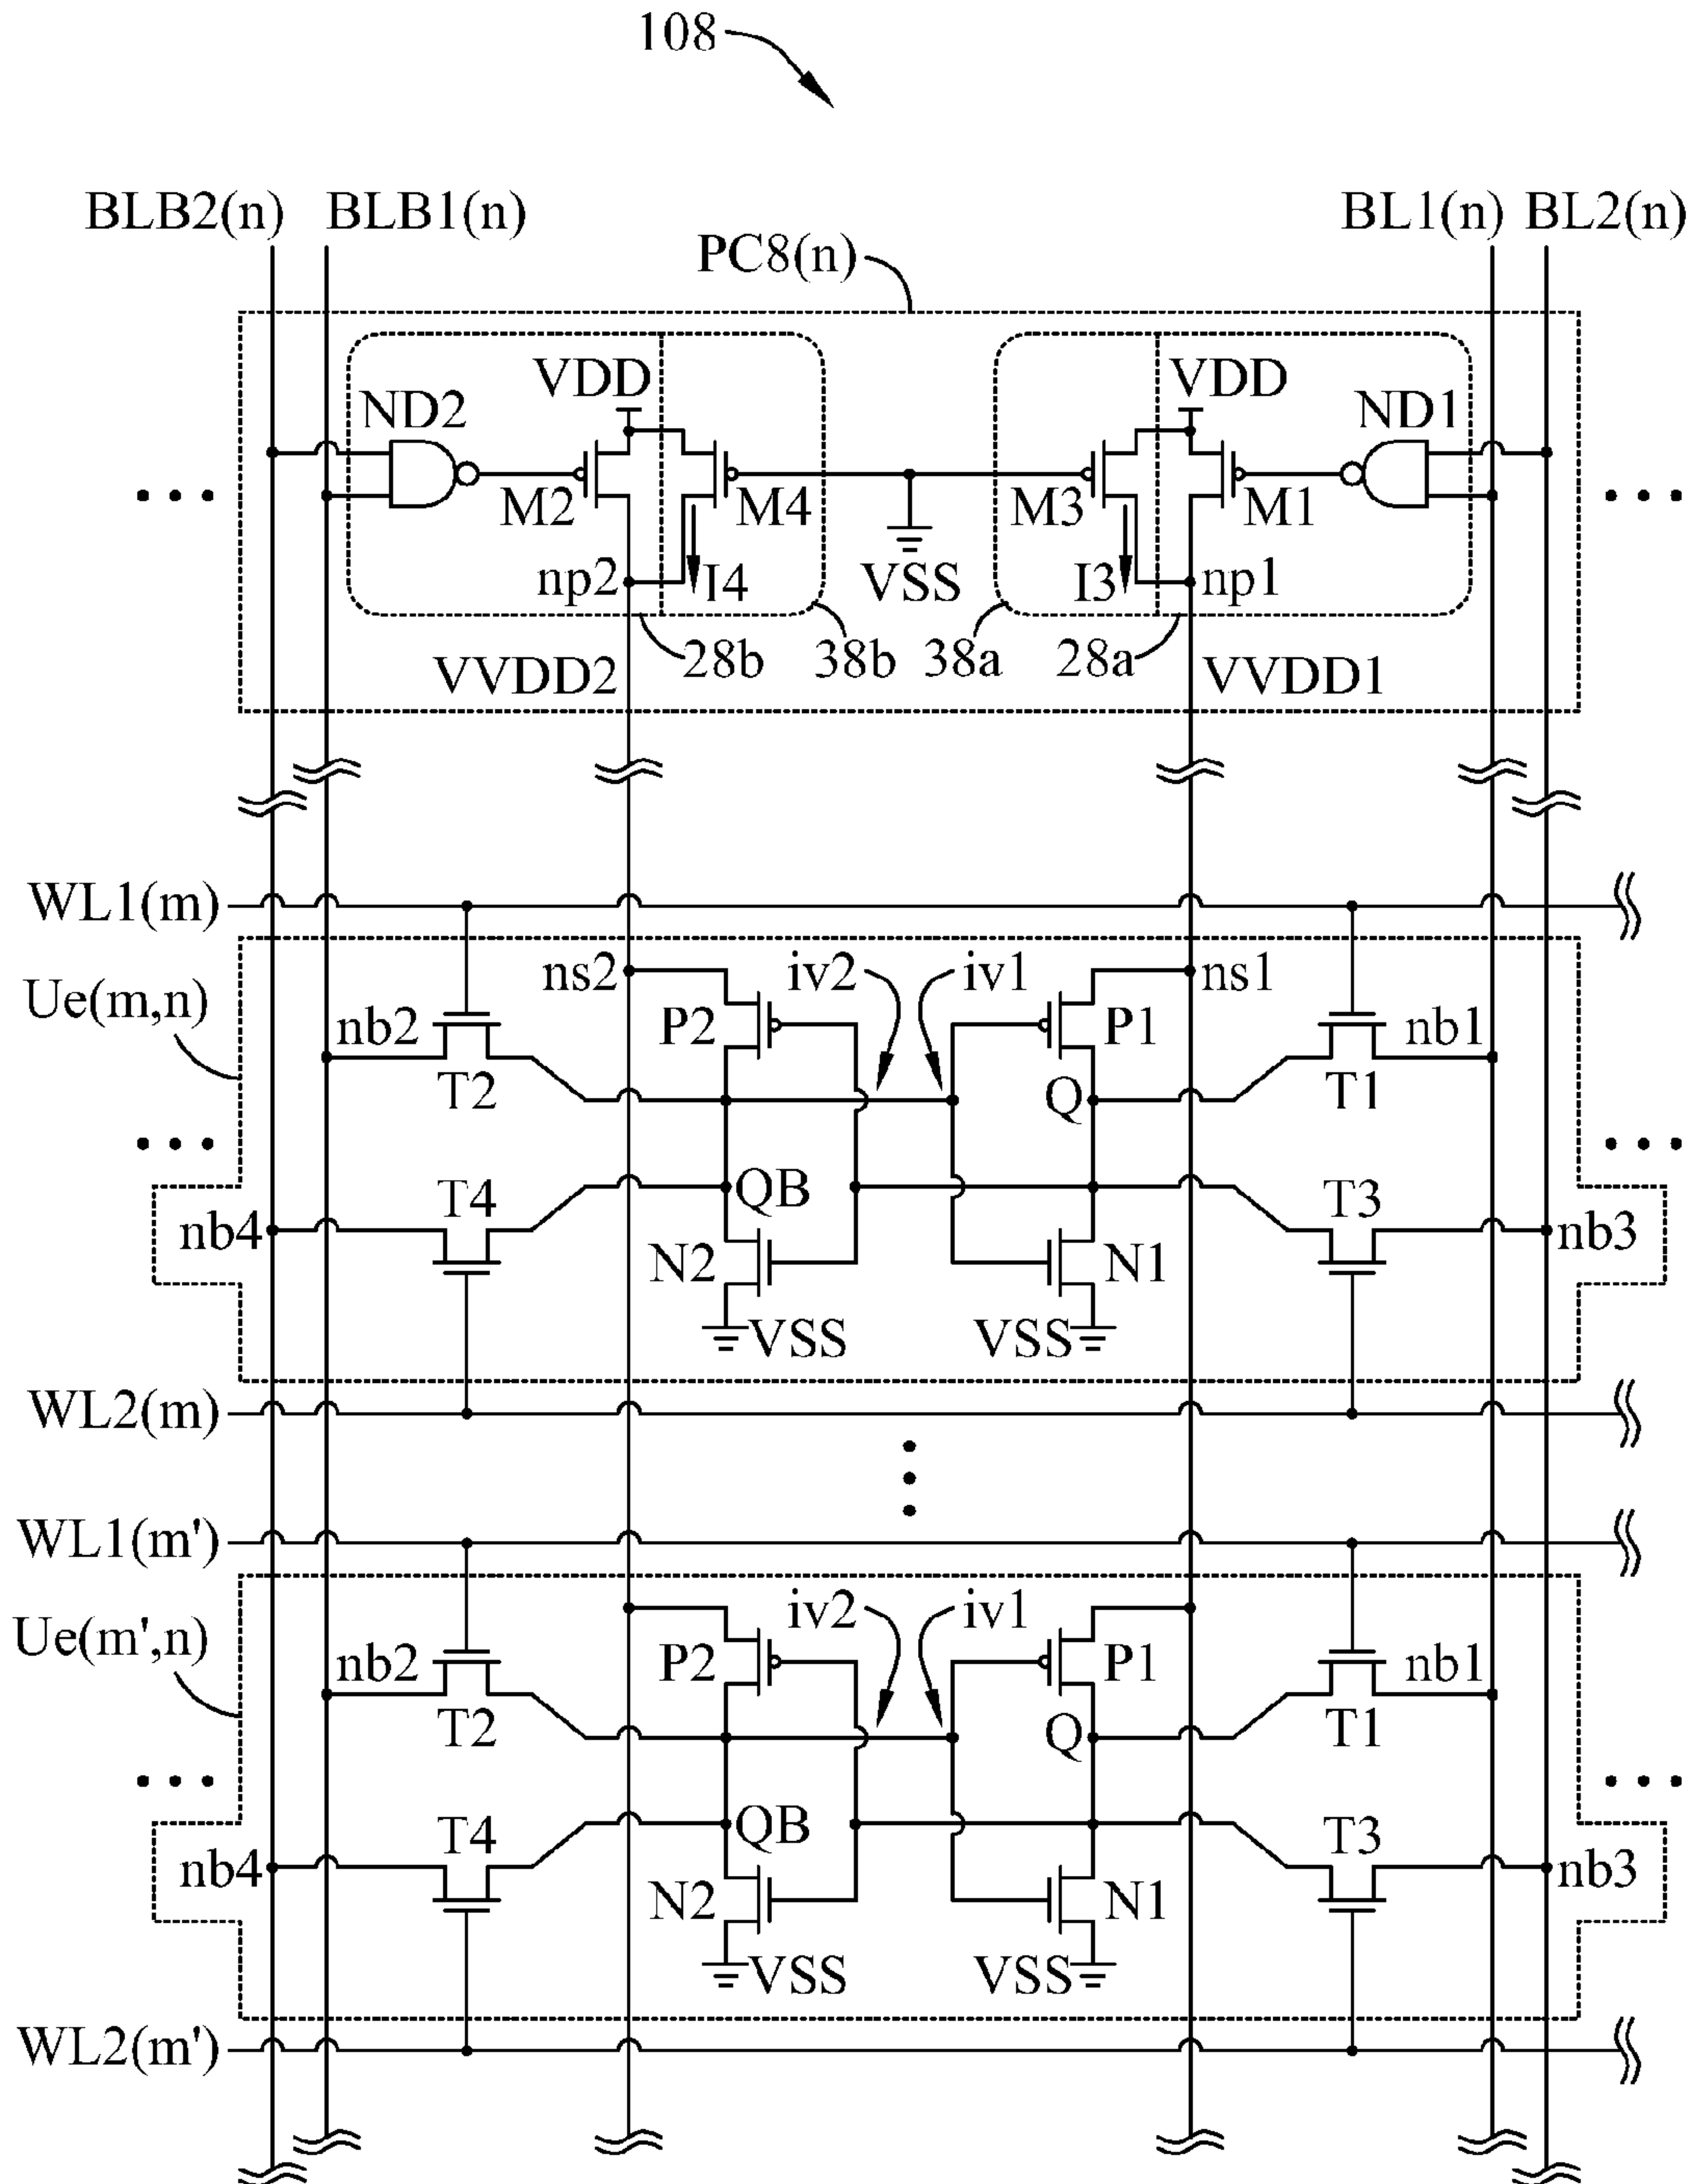 108
BLB2(n) BLB1(n) BL1(n) BL2(n)
PC8(n)
VDD VDD
ND2 ND1
M2 M4 M3 M1
np2 I4 VSS I3 np1
28b 38b 38a 28a
VVDD2 VVDD1
WL1(m)
ns2 iv2 iv1 ns1
Ue(m,n)
nb2 P2 P1 nb1
T2 Q T1
T4 QB T3
nb4 N2 N1 nb3
VSS VSS
WL2(m)
WL1(m')
iv2 iv1
Ue(m',n)
nb2 P2 P1 nb1
T2 Q T1
T4 QB T3
nb4 N2 N1 nb3
VSS VSS
WL2(m')